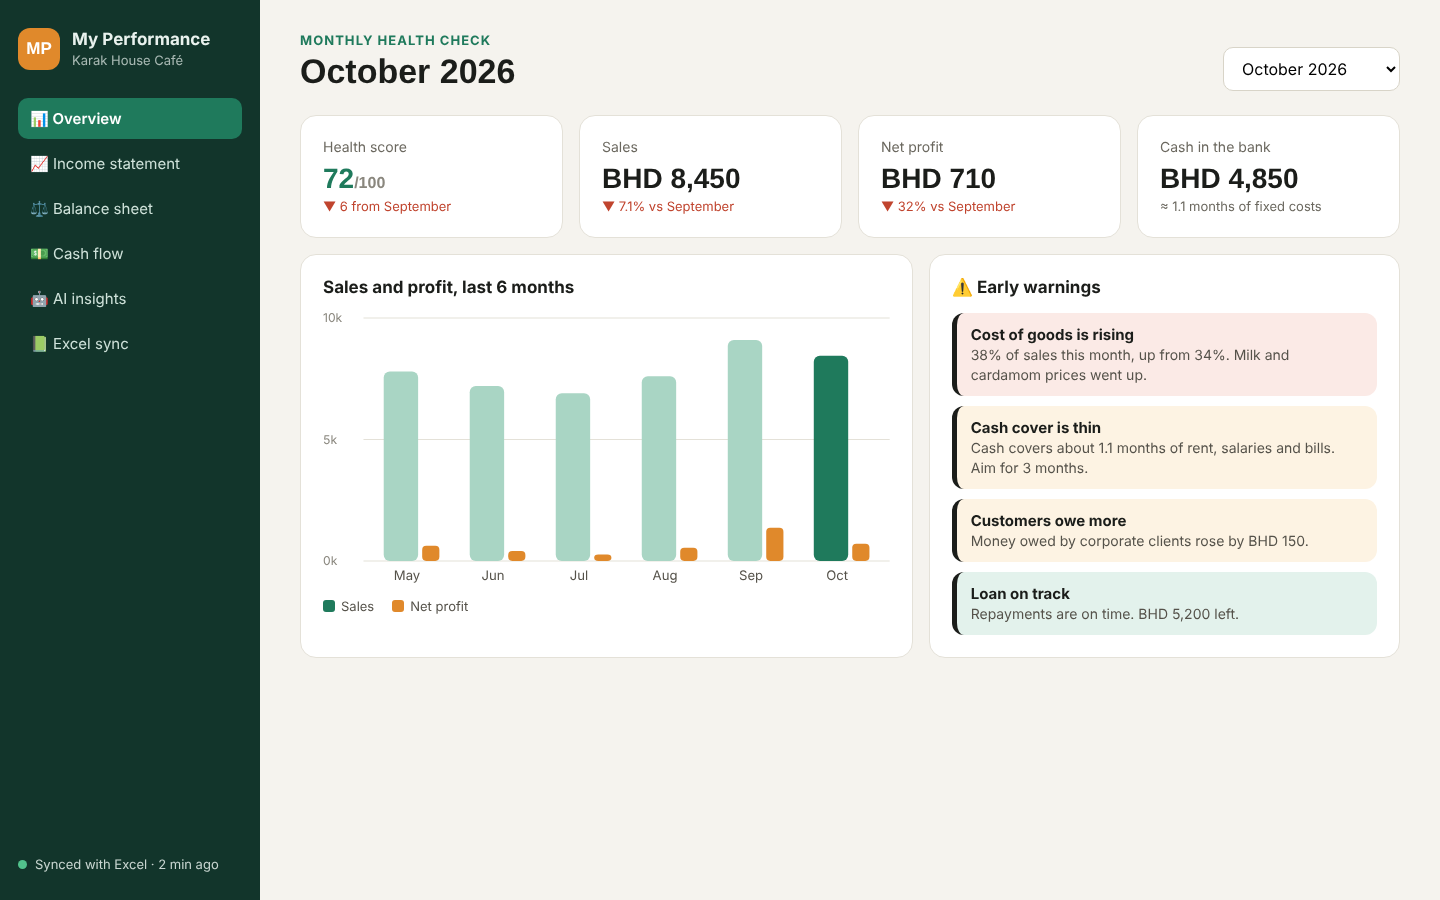 MP
My Performance
Karak House Café
📊 Overview
📈 Income statement
⚖️ Balance sheet
💵 Cash flow
🤖 AI insights
📗 Excel sync
Synced with Excel · 2 min ago
MONTHLY HEALTH CHECK
October 2026
October 2026
Health score
72/100
▼ 6 from September
Sales
BHD 8,450
▼ 7.1% vs September
Net profit
BHD 710
▼ 32% vs September
Cash in the bank
BHD 4,850
≈ 1.1 months of fixed costs
Sales and profit, last 6 months
10k
5k
0k
May Jun Jul Aug Sep Oct
Sales Net profit
⚠️ Early warnings
Cost of goods is rising
38% of sales this month, up from 34%. Milk and
cardamom prices went up.
Cash cover is thin
Cash covers about 1.1 months of rent, salaries and bills.
Aim for 3 months.
Customers owe more
Money owed by corporate clients rose by BHD 150.
Loan on track
Repayments are on time. BHD 5,200 left.